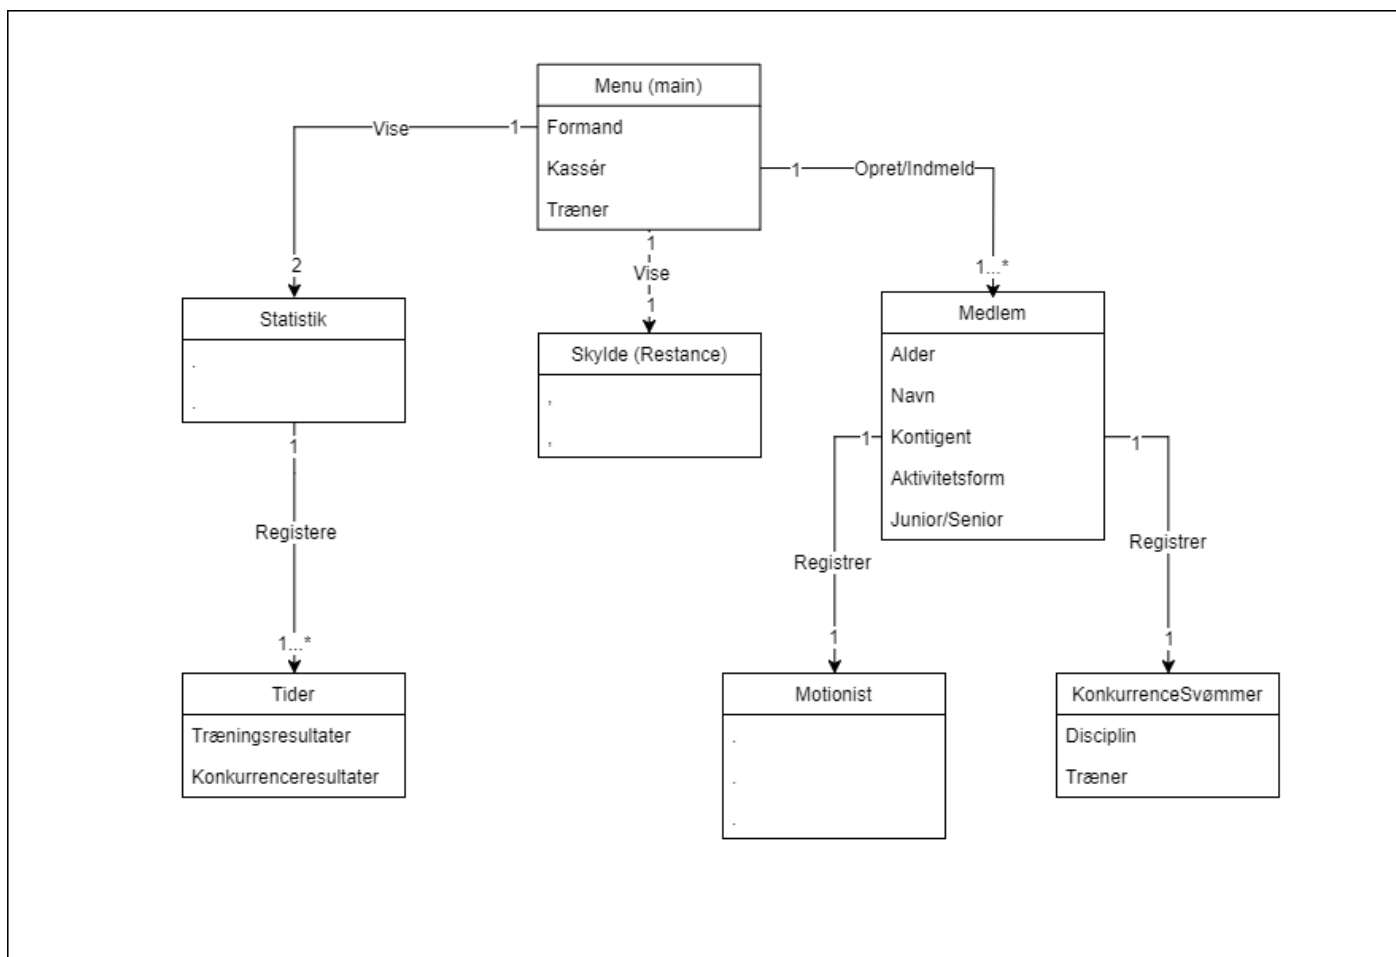 Menu (main)
Formand
Kassér
Træner
1
Vise
2
1
Opret/Indmeld
1...*
1
Vise
1
Statistik
.
.
Skylde (Restance)
,
,
Medlem
Alder
Navn
Kontigent
Aktivitetsform
Junior/Senior
1
Registere
1...*
1
Registrer
1
1
Registrer
1
Tider
Træningsresultater
Konkurrenceresultater
Motionist
.
.
.
KonkurrenceSvømmer
Disciplin
Træner